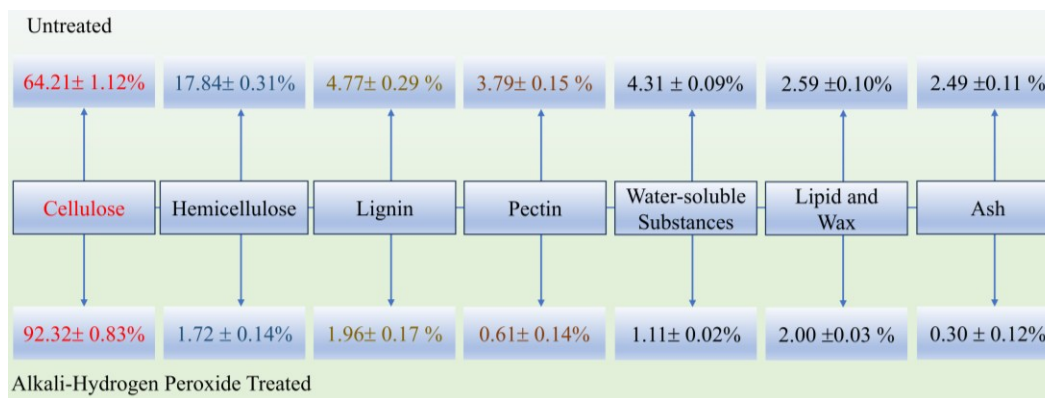 Untreated
64.21± 1.12%
17.84± 0.31%
4.77± 0.29 %
3.79± 0.15 %
4.31 ± 0.09%
2.59 ±0.10%
2.49 ±0.11 %
Cellulose
Hemicellulose
Lignin
Pectin
Water-soluble
Substances
Lipid and
Wax
Ash
92.32± 0.83%
1.72 ± 0.14%
1.96± 0.17 %
0.61± 0.14%
1.11± 0.02%
2.00 ±0.03 %
0.30 ± 0.12%
Alkali-Hydrogen Peroxide Treated